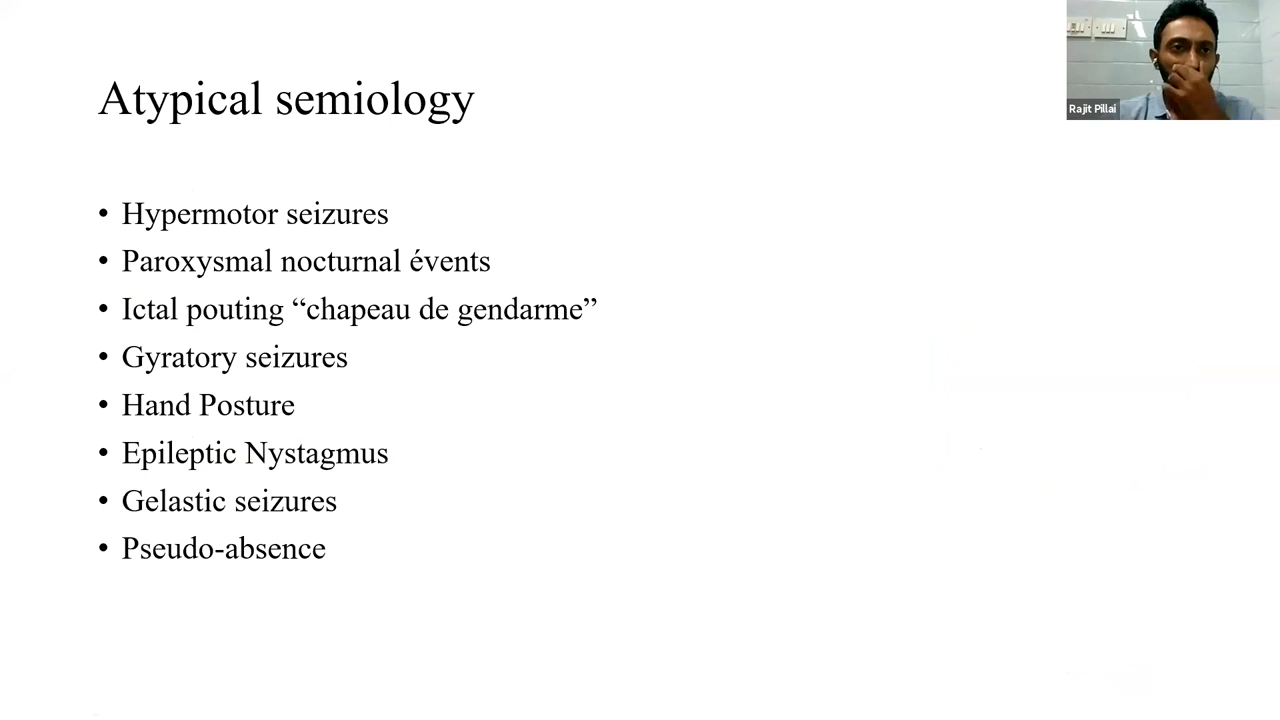 Atypical semiology
• Hypermotor seizures
• Paroxysmal nocturnal évents
• Ictal pouting “chapeau de gendarme”
• Gyratory seizures
• Hand Posture
• Epileptic Nystagmus
• Gelastic seizures
• Pseudo-absence
Rajit Pillai